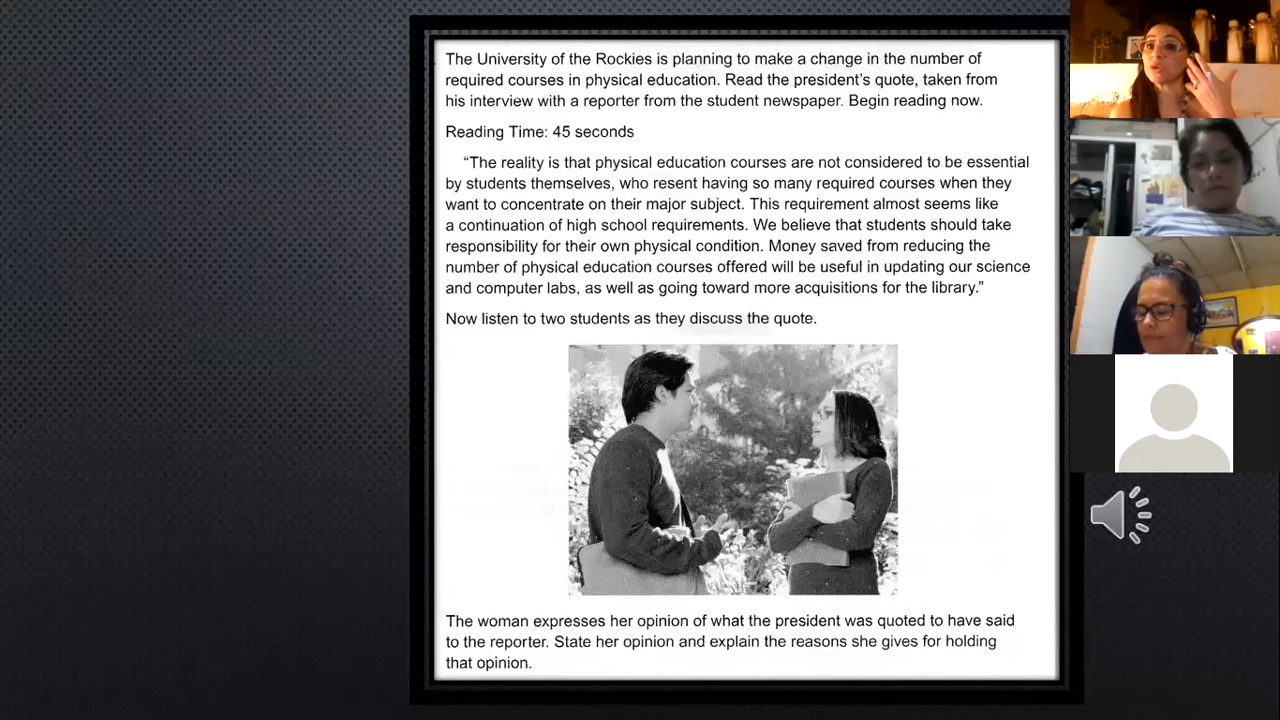 The University of the Rockies is planning to make a change in the number of
required courses in physical education. Read the president's quote, taken from
his interview with a reporter from the student newspaper. Begin reading now.
Reading Time: 45 seconds
“The reality is that physical education courses are not considered to be essential
by students themselves, who resent having so many required courses when they
want to concentrate on their major subject. This requirement almost seems like
a continuation of high school requirements. We believe that students should take
responsibility for their own physical condition. Money saved from reducing the
number of physical education courses offered will be useful in updating our science
and computer labs, as well as going toward more acquisitions for the library.”
Now listen to two students as they discuss the quote.
The woman expresses her opinion of what the president was quoted to have said
to the reporter. State her opinion and explain the reasons she gives for holding
that opinion.